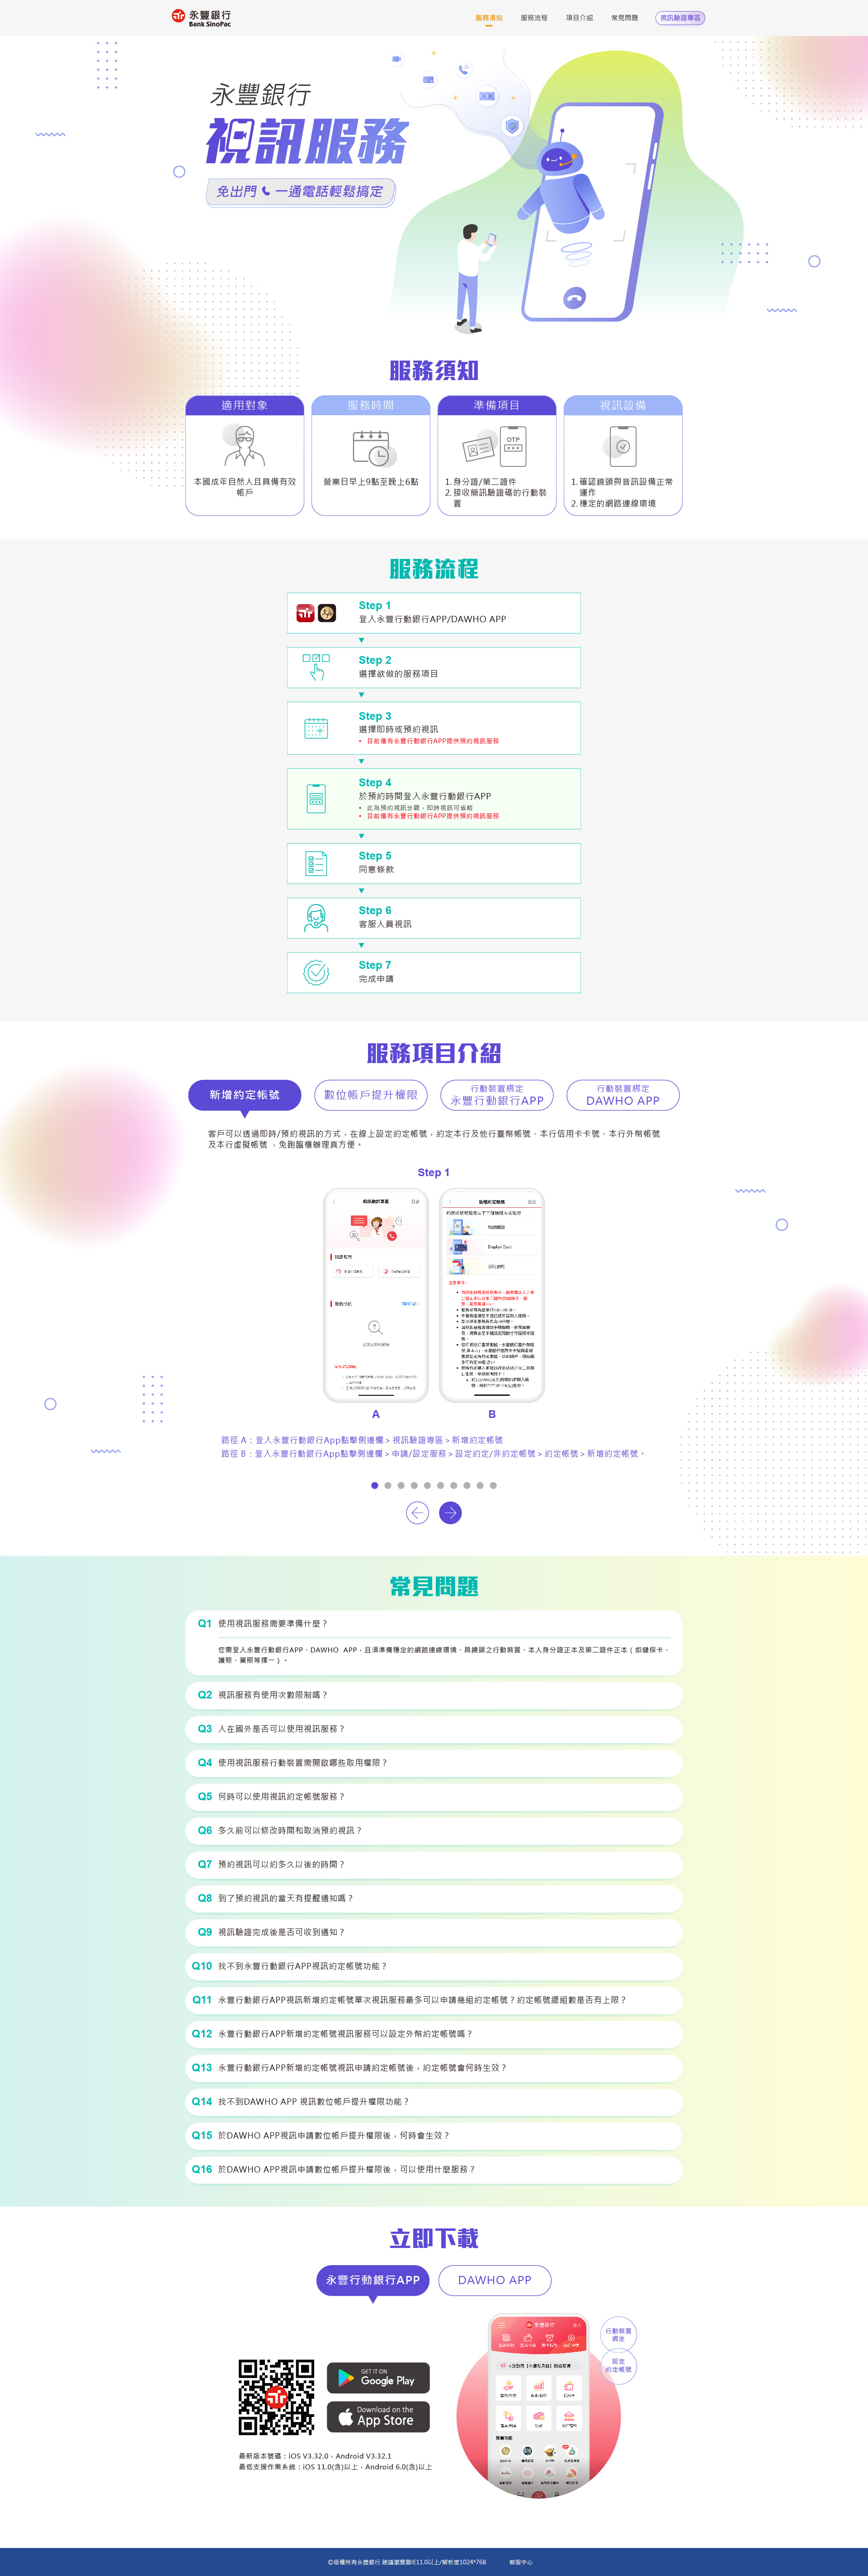 永豐銀行
Bank SinoPac
服務須知
服務流程
項目介紹
常見問題
視訊驗證專區
永豐銀行
視訊服務
免出門 一通電話輕鬆搞定
服務須知
適用對象
本國成年自然人且具備有效
帳戶
服務時間
營業日早上9點至晚上6點
準備項目
OTP
1. 身分證/第二證件
2. 接收簡訊驗證碼的行動裝
置
視訊設備
1. 確認鏡頭與音訊設備正常
運作
2. 穩定的網路連線環境
服務流程
Step 1
登入永豐行動銀行APP/DAWHO APP
Step 2
選擇欲做的服務項目
Step 3
選擇即時或預約視訊
• 目前僅有永豐行動銀行APP提供預約視訊服務
Step 4
於預約時間登入永豐行動銀行APP
• 此為預約視訊步驟，即時視訊可省略
• 目前僅有永豐行動銀行APP提供預約視訊服務
Step 5
同意條款
Step 6
客服人員視訊
Step 7
完成申請
服務項目介紹
新增約定帳號
數位帳戶提升權限
行動裝置綁定
永豐行動銀行APP
行動裝置綁定
DAWHO APP
客戶可以透過即時/預約視訊的方式，在線上設定約定帳號，約定本行及他行臺幣帳號、本行信用卡卡號、本行外幣帳號
及本行虛擬帳號 ，免跑臨櫃辦理真方便。
Step 1
Display Card
注意事項
A
B
路徑 A：登入永豐行動銀行App點擊側邊欄＞視訊驗證專區＞新增約定帳號
路徑 B：登入永豐行動銀行App點擊側邊欄＞申請/設定服務＞設定約定/非約定帳號＞約定帳號＞新增約定帳號。
常見問題
Q1 使用視訊服務需要準備什麼？
您需登入永豐行動銀行APP、DAWHO APP，且須準備穩定的網路連線環境、具鏡頭之行動裝置、本人身分證正本及第二證件正本（如健保卡、
護照、駕照等擇一）。
Q2 視訊服務有使用次數限制嗎？
Q3 人在國外是否可以使用視訊服務？
Q4 使用視訊服務行動裝置需開啟哪些取用權限？
Q5 何時可以使用視訊約定帳號服務？
Q6 多久前可以修改時間和取消預約視訊？
Q7 預約視訊可以約多久以後的時間？
Q8 到了預約視訊的當天有提醒通知嗎？
Q9 視訊驗證完成後是否可收到通知？
Q10 找不到永豐行動銀行APP視訊約定帳號功能？
Q11 永豐行動銀行APP視訊新增約定帳號單次視訊服務最多可以申請幾組約定帳號？約定帳號總組數是否有上限？
Q12 永豐行動銀行APP新增約定帳號視訊服務可以設定外幣約定帳號嗎？
Q13 永豐行動銀行APP新增約定帳號視訊申請約定帳號後，約定帳號會何時生效？
Q14 找不到DAWHO APP 視訊數位帳戶提升權限功能？
Q15 於DAWHO APP視訊申請數位帳戶提升權限後，何時會生效？
Q16 於DAWHO APP視訊申請數位帳戶提升權限後，可以使用什麼服務？
立即下載
永豐行動銀行APP
DAWHO APP
GET IT ON
Google Play
Download on the
App Store
最新版本號碼：iOS V3.32.0、Android V3.32.1
最低支援作業系統：iOS 11.0(含)以上，Android 6.0(含)以上
永豐銀行
行動裝置
綁定
設定
約定帳號
©版權所有永豐銀行 建議瀏覽器IE11.0以上/解析度1024*768
客服中心